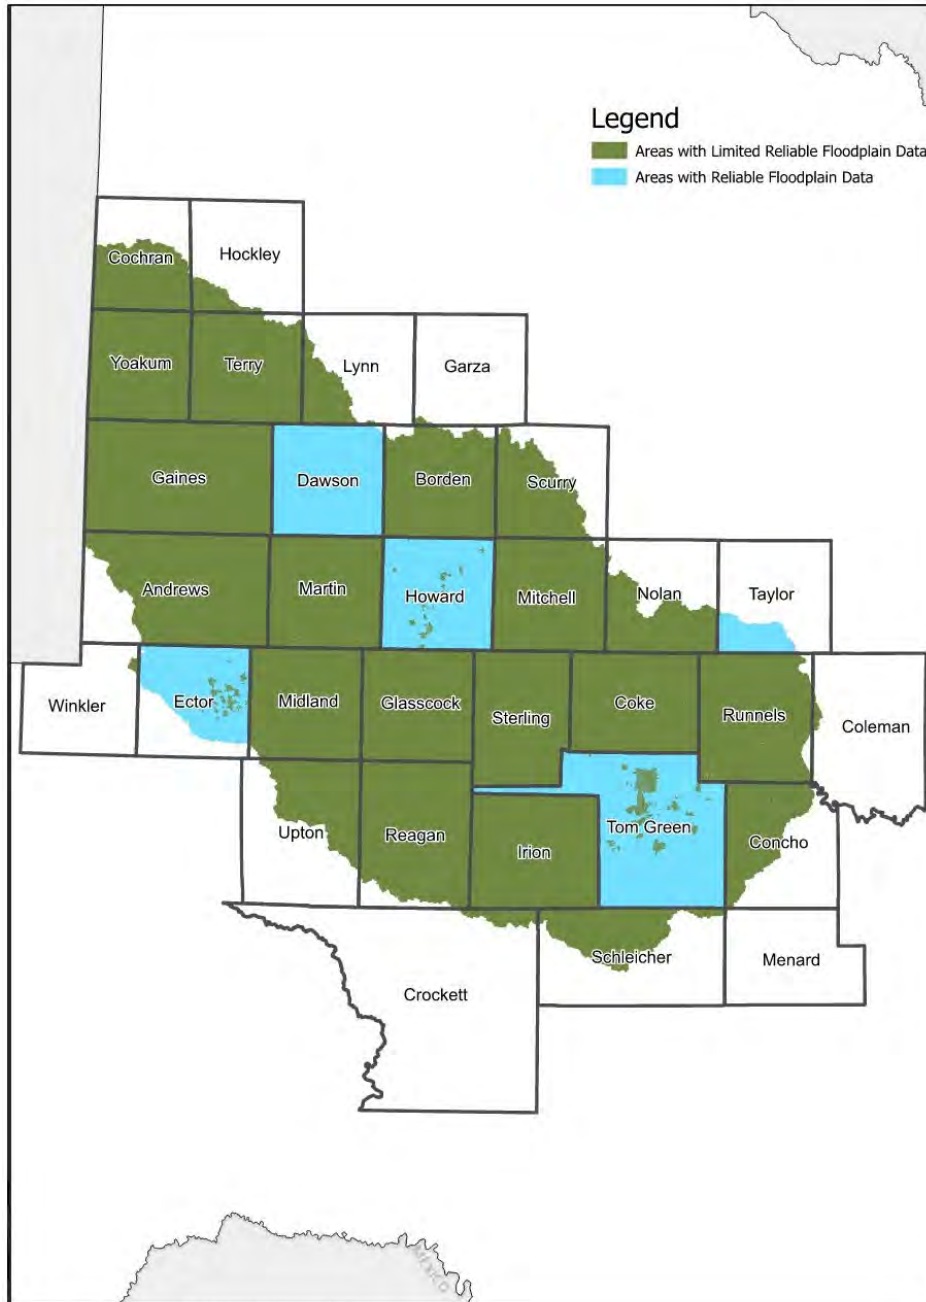 Legend
Areas with Limited Reliable Floodplain Data
Areas with Reliable Floodplain Data
Cochran
Hockley
Yoakum
Terry
Lynn
Garza
Gaines
Dawson
Borden
Scurry
Andrews
Martin
Howard
Mitchell
Nolan
Taylor
Winkler
Ector
Midland
Glasscock
Sterling
Coke
Runnels
Coleman
Upton
Reagan
Irion
Tom Green
Concho
Crockett
Schleicher
Menard
MÉXICO